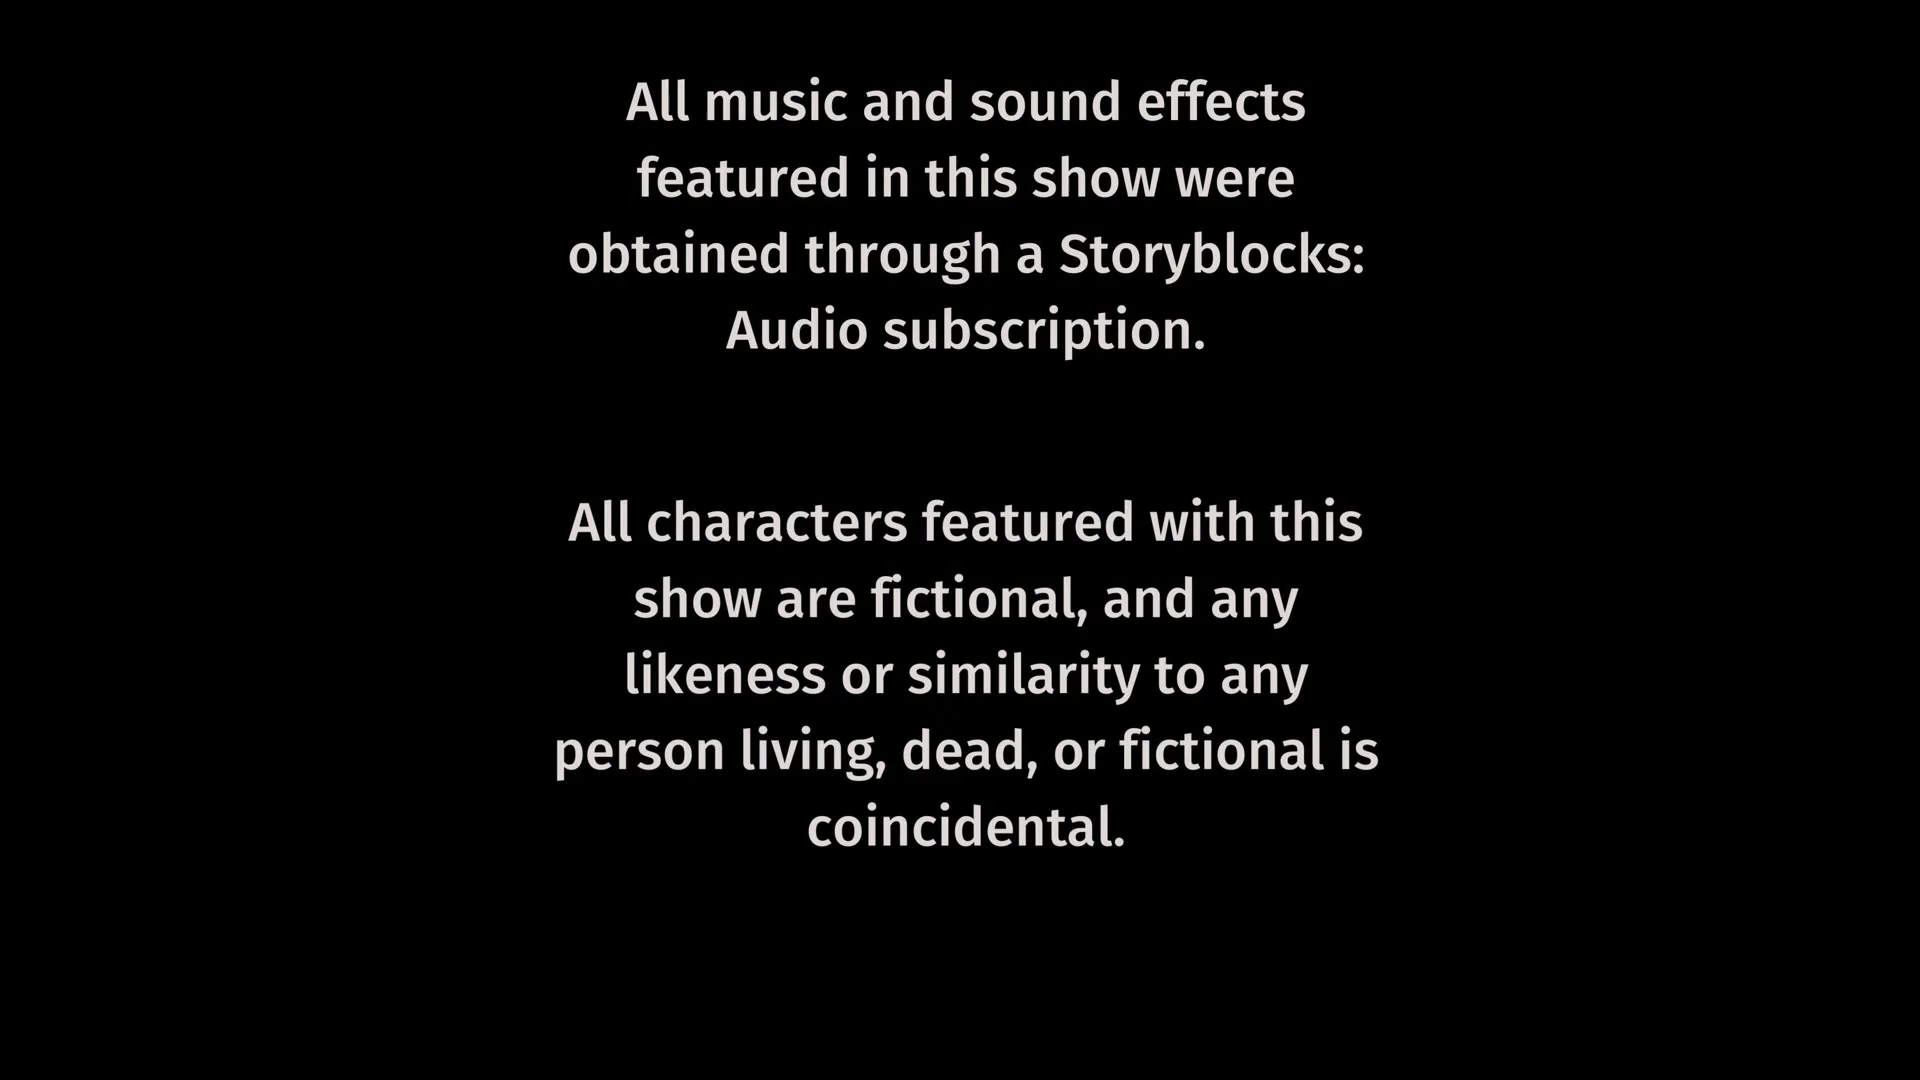 All music and sound effects
featured in this show were
obtained through a Storyblocks:
Audio subscription.
All characters featured with this
show are fictional, and any
likeness or similarity to any
person living, dead, or fictional is
coincidental.